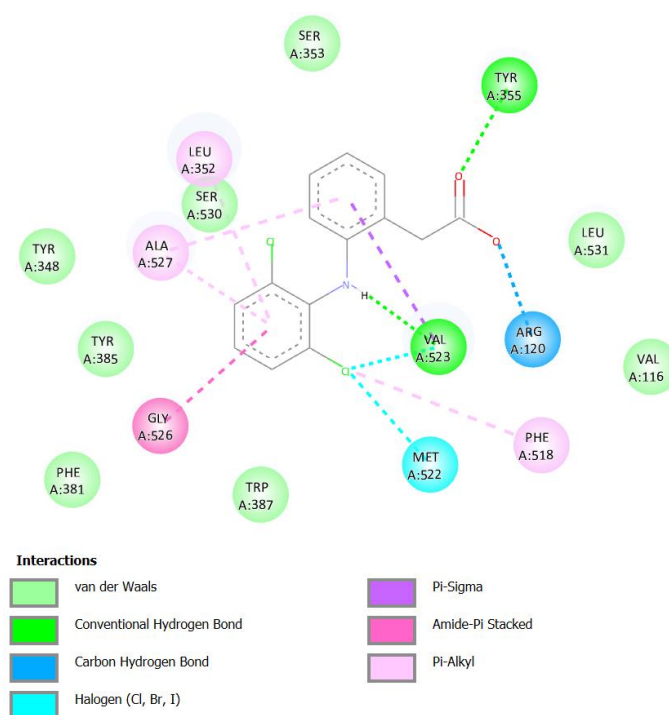 SER
A:353
TYR
A:355
LEU
A:352
SER
A:530
O
LEU
A:531
TYR
A:348
ALA
A:527
Cl
O
N
H
TYR
A:385
VAL
A:523
ARG
A:120
VAL
A:116
Cl
GLY
A:526
PHE
A:518
MET
A:522
PHE
A:381
TRP
A:387
Interactions
van der Waals
Conventional Hydrogen Bond
Carbon Hydrogen Bond
Halogen (Cl, Br, I)
Pi-Sigma
Amide-Pi Stacked
Pi-Alkyl